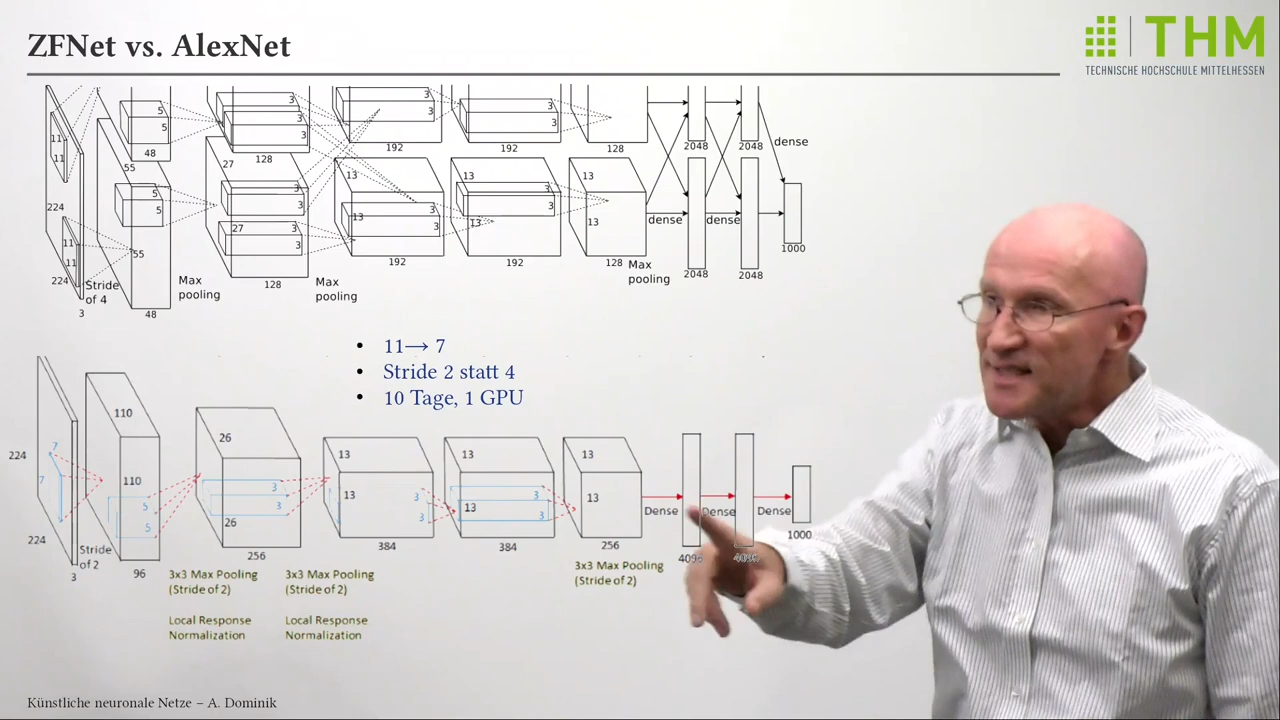 ZFNet vs. AlexNet
THM
TECHNISCHE HOCHSCHULE MITTELHESSEN
5
5
48
3
3
3
128
3
3
192
3
3
192
128
2048
2048
dense
11
11
224
11
11
224
3
55
5
5
55
48
Stride
of 4
Max
pooling
27
3
3
27
3
3
128
Max
pooling
13
13
3
3
192
13
13
3
3
192
13
13
128
Max
pooling
dense
dense
2048
2048
1000
• 11→ 7
• Stride 2 statt 4
• 10 Tage, 1 GPU
224
7
7
224
3
Stride
of 2
110
110
5
5
96
26
3
3
26
256
13
13
3
3
384
13
13
3
3
384
13
13
256
Dense
Dense
Dense
1000
3x3 Max Pooling
(Stride of 2)
Local Response
Normalization
3x3 Max Pooling
(Stride of 2)
Local Response
Normalization
3x3 Max Pooling
(Stride of 2)
Künstliche neuronale Netze – A. Dominik